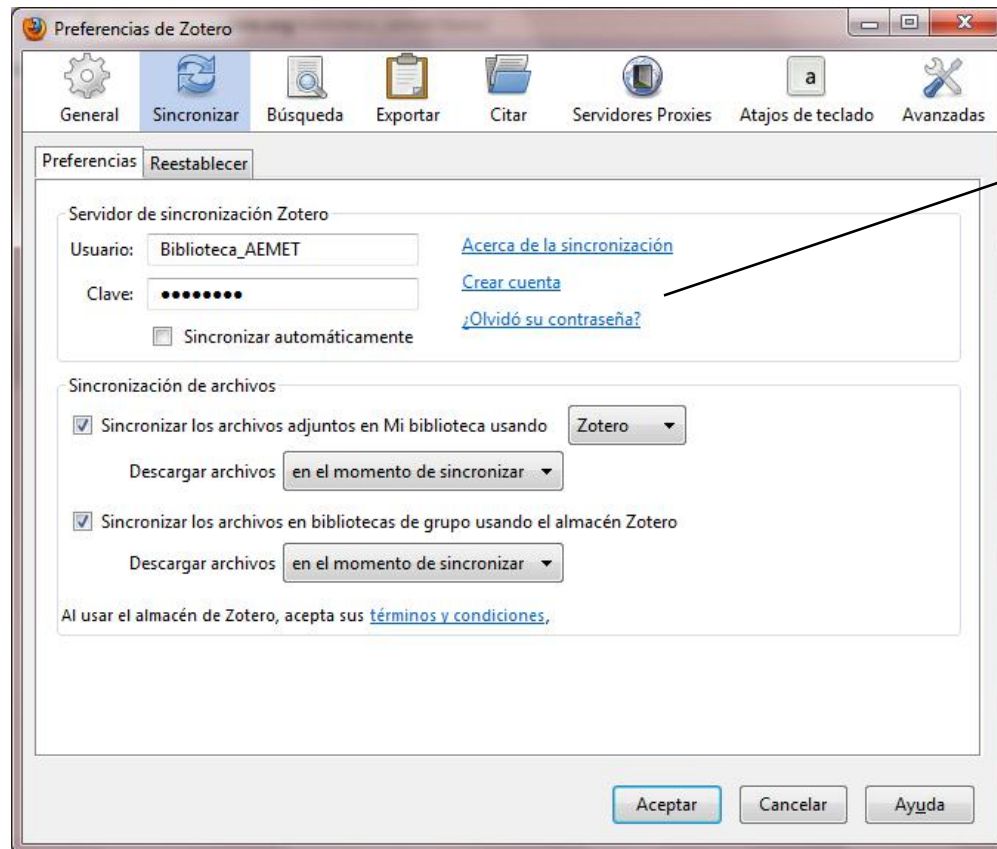 Preferencias de Zotero
General Sincronizar Búsqueda Exportar Citar Servidores Proxies a Atajos de teclado Avanzadas
Preferencias Reestablecer
Servidor de sincronización Zotero
Usuario: Biblioteca_AEMET Acerca de la sincronización
Crear cuenta
Clave: ●●●●●●●●
¿Olvidó su contraseña?
Sincronizar automáticamente
Sincronización de archivos
Sincronizar los archivos adjuntos en Mi biblioteca usando Zotero
Descargar archivos en el momento de sincronizar
Sincronizar los archivos en bibliotecas de grupo usando el almacén Zotero
Descargar archivos en el momento de sincronizar
Al usar el almacén de Zotero, acepta sus términos y condiciones,
Aceptar Cancelar Ayuda